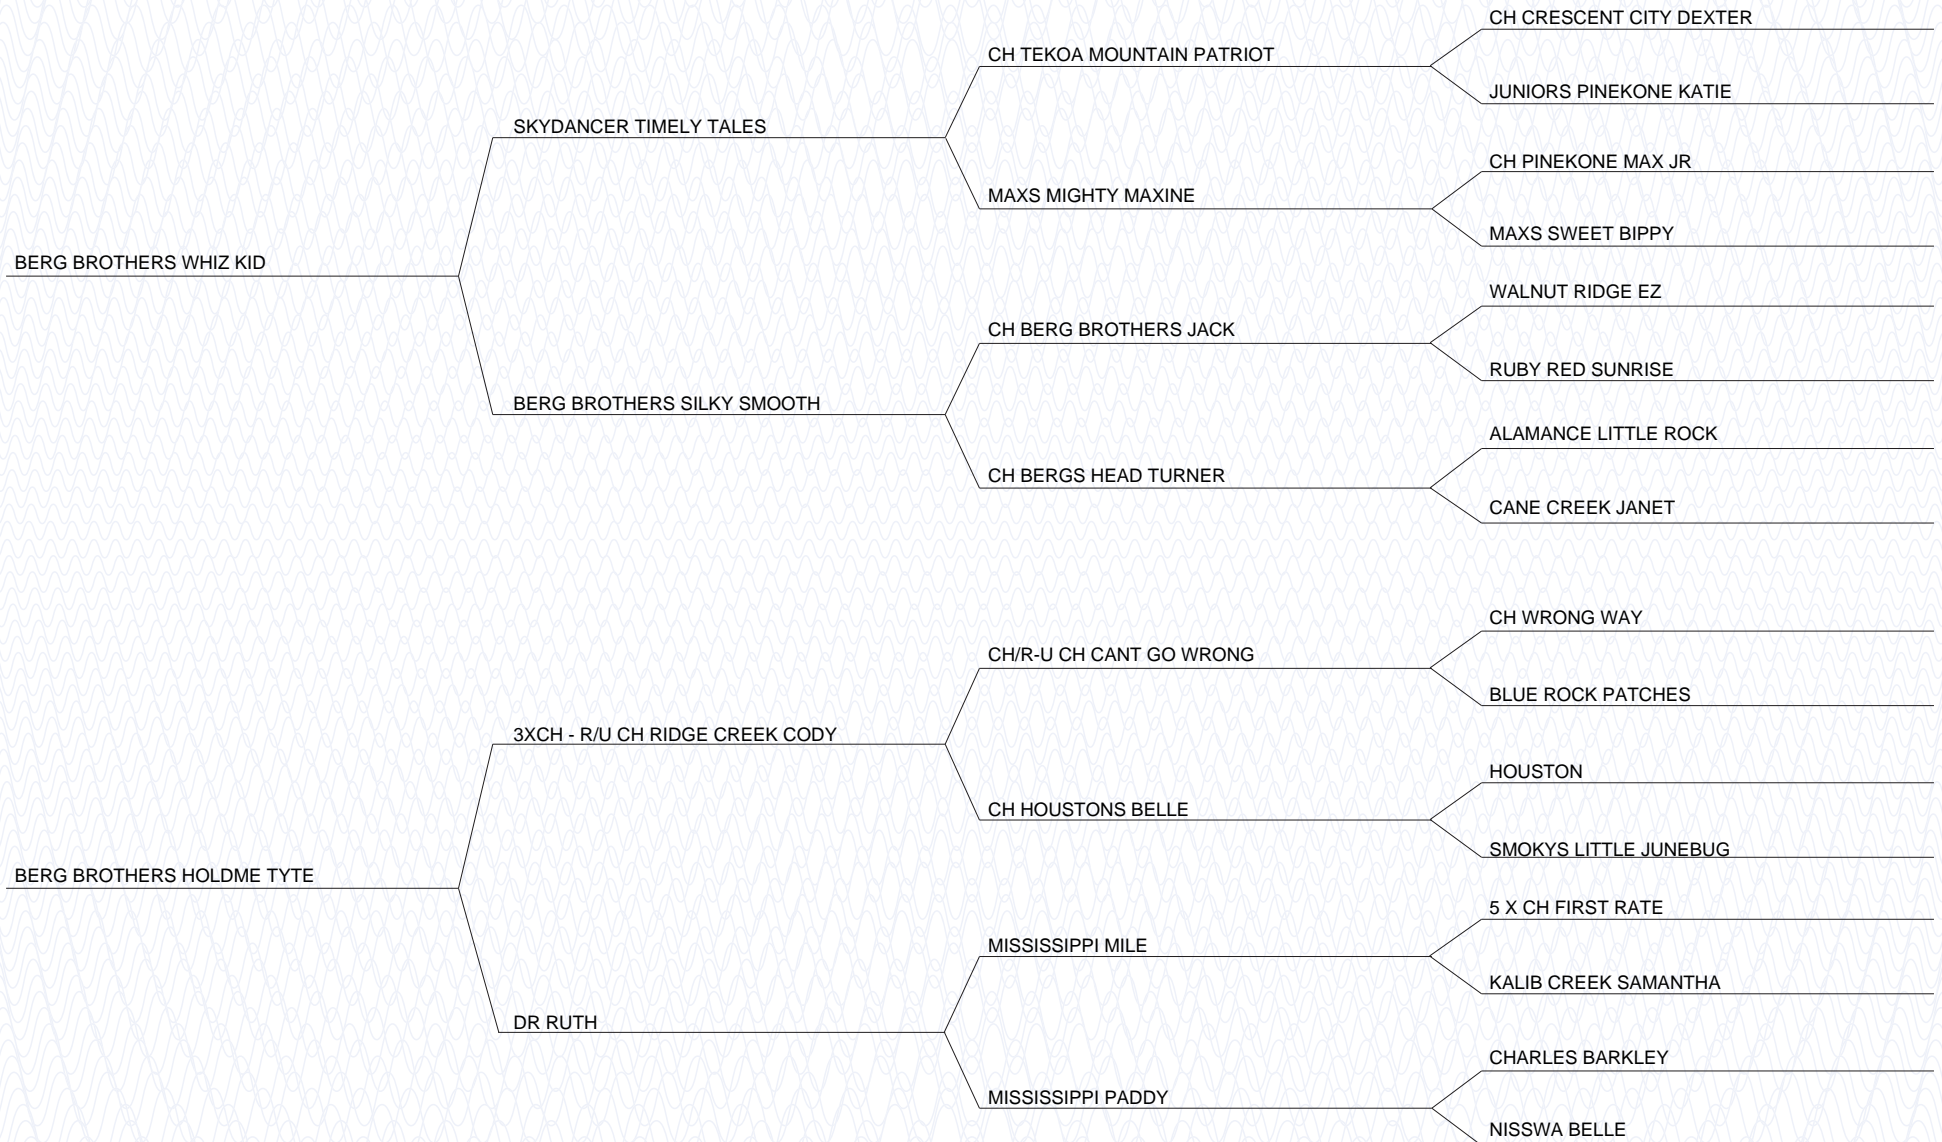 CH CRESCENT CITY DEXTER
CH TEKOA MOUNTAIN PATRIOT
JUNIORS PINEKONE KATIE
SKYDANCER TIMELY TALES
CH PINEKONE MAX JR
MAXS MIGHTY MAXINE
MAXS SWEET BIPPY
BERG BROTHERS WHIZ KID
WALNUT RIDGE EZ
CH BERG BROTHERS JACK
RUBY RED SUNRISE
BERG BROTHERS SILKY SMOOTH
ALAMANCE LITTLE ROCK
CH BERGS HEAD TURNER
CANE CREEK JANET
CH WRONG WAY
CH/R-U CH CANT GO WRONG
BLUE ROCK PATCHES
3XCH - R/U CH RIDGE CREEK CODY
HOUSTON
CH HOUSTONS BELLE
SMOKYS LITTLE JUNEBUG
BERG BROTHERS HOLDME TYTE
5 X CH FIRST RATE
MISSISSIPPI MILE
KALIB CREEK SAMANTHA
DR RUTH
CHARLES BARKLEY
MISSISSIPPI PADDY
NISSWA BELLE